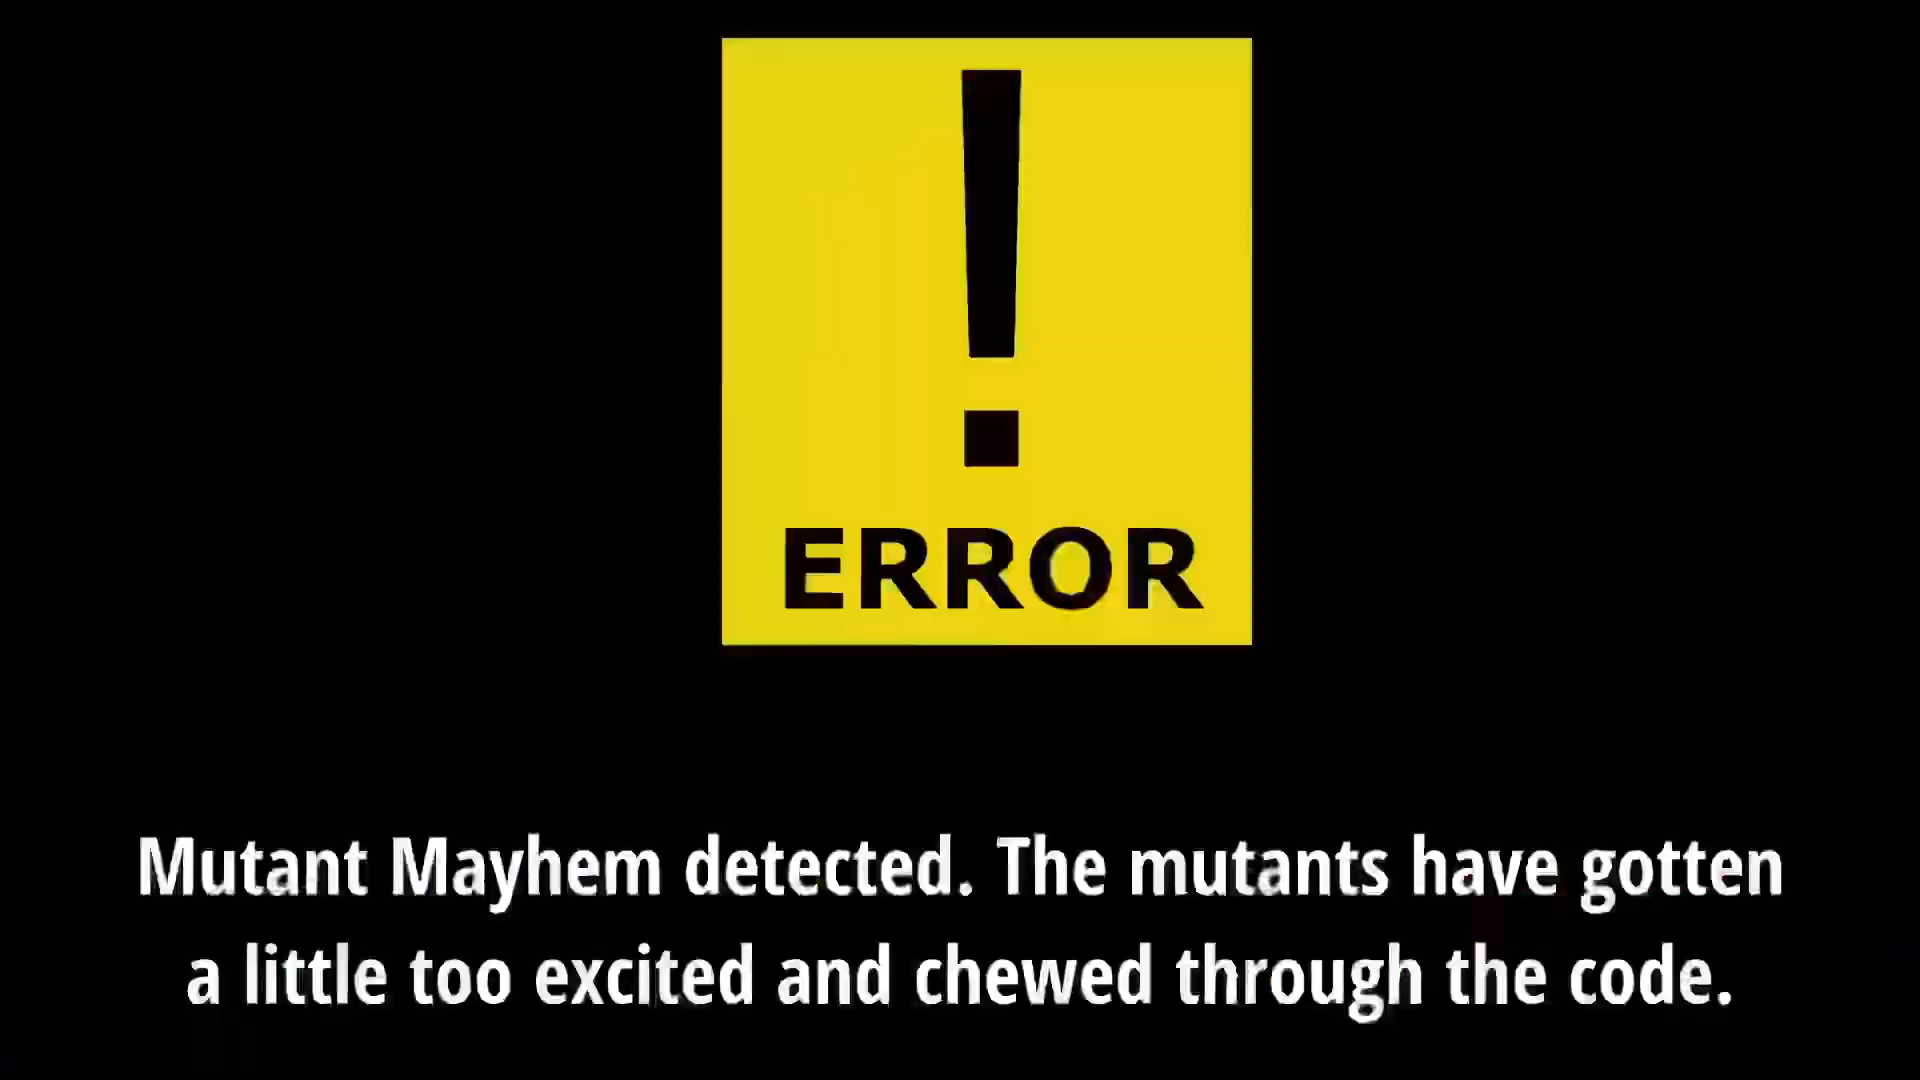 !
ERROR
Mutant Mayhem detected. The mutants have gotten
a little too excited and chewed through the code.